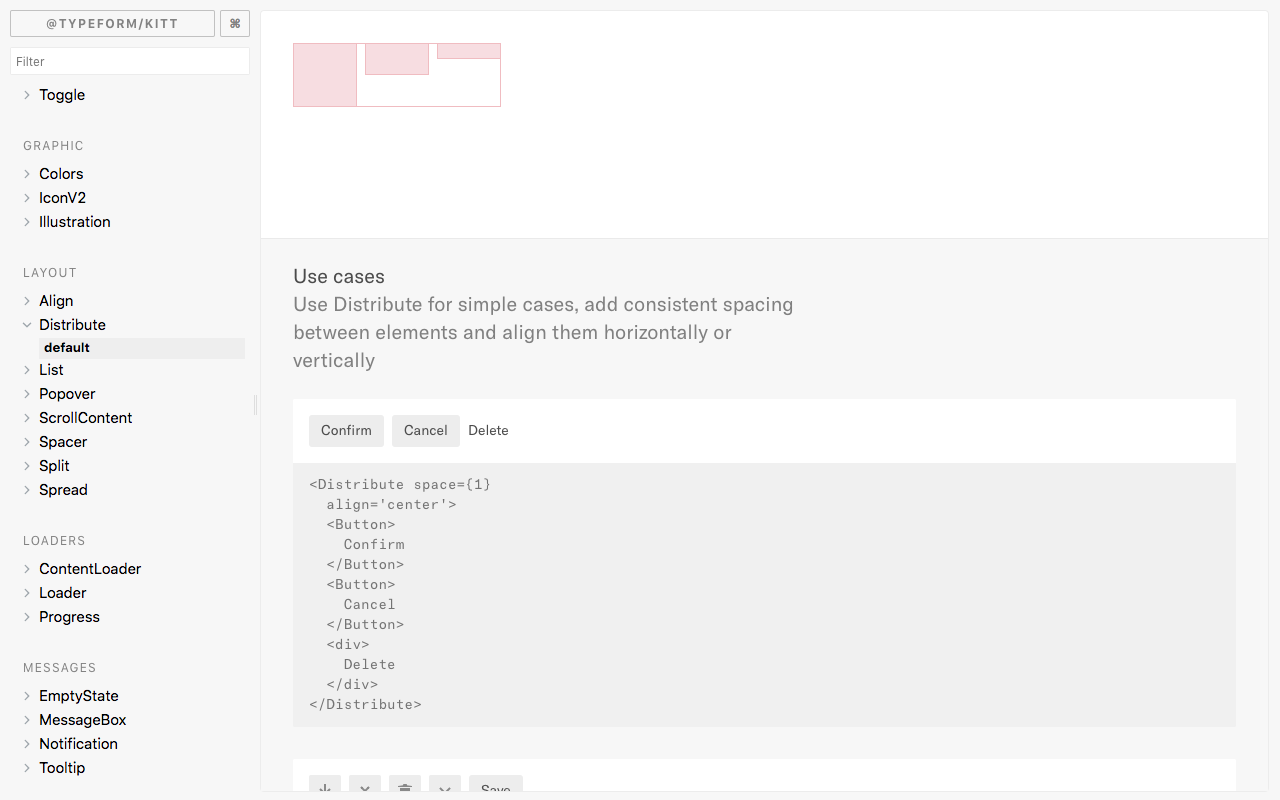 @TYPEFORM/KITT
⌘
Filter
Toggle
GRAPHIC
Colors
IconV2
Illustration
LAYOUT
Align
Distribute
default
List
Popover
ScrollContent
Spacer
Split
Spread
LOADERS
ContentLoader
Loader
Progress
MESSAGES
EmptyState
MessageBox
Notification
Tooltip
Use cases
Use Distribute for simple cases, add consistent spacing
between elements and align them horizontally or
vertically
Confirm Cancel Delete
<Distribute space={1}
  align='center'>
  <Button>
    Confirm
  </Button>
  <Button>
    Cancel
  </Button>
  <div>
    Delete
  </div>
</Distribute>
Save